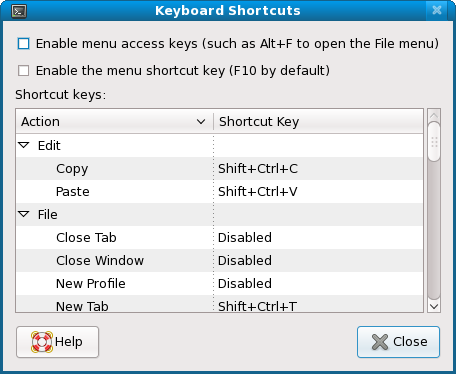 Keyboard Shortcuts
Enable menu access keys (such as Alt+F to open the File menu)
Enable the menu shortcut key (F10 by default)
Shortcut keys:
Action Shortcut Key
Edit
Copy Shift+Ctrl+C
Paste Shift+Ctrl+V
File
Close Tab Disabled
Close Window Disabled
New Profile Disabled
New Tab Shift+Ctrl+T
Help Close